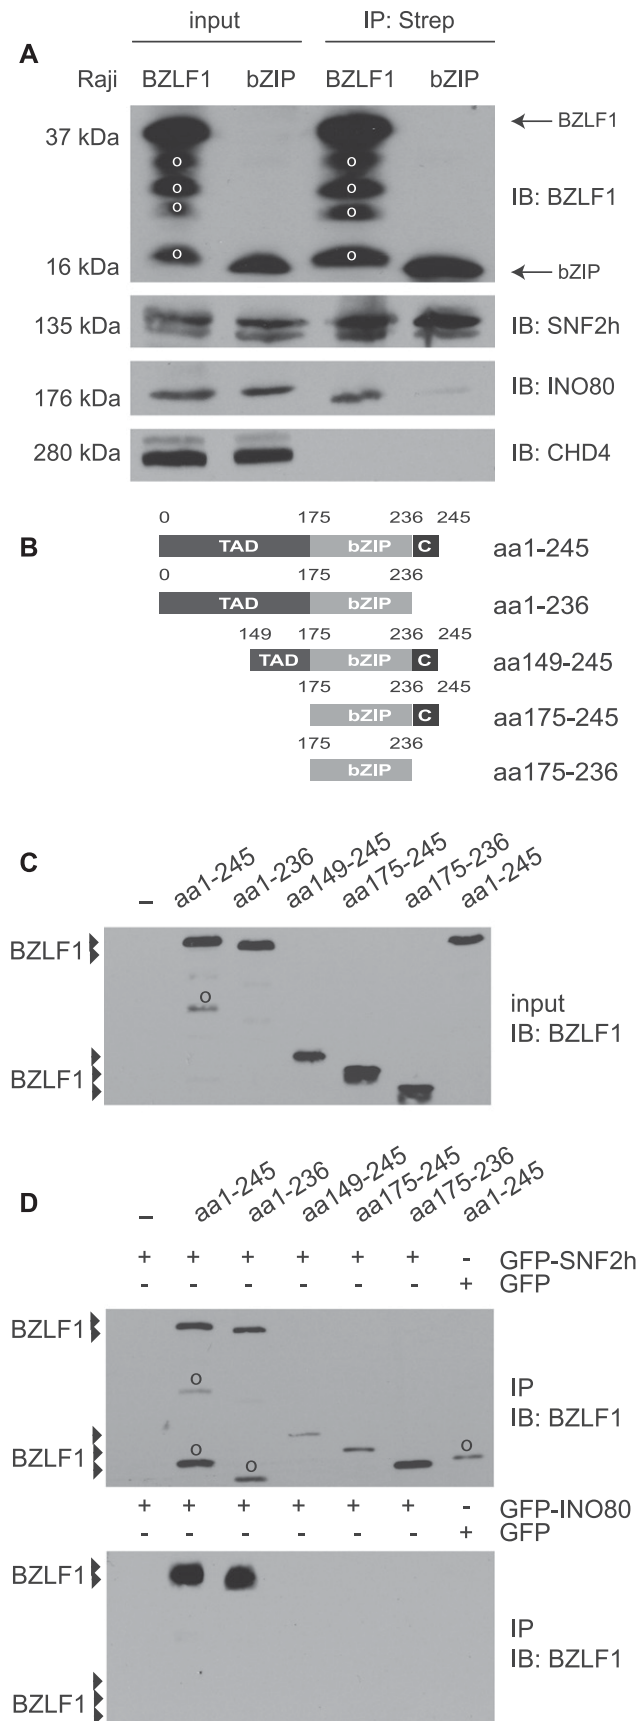 input IP: Strep
A
Raji BZLF1 bZIP BZLF1 bZIP
37 kDa
BZLF1
o o
o o
o o
IB: BZLF1
o o
16 kDa
bZIP
135 kDa IB: SNF2h
176 kDa IB: INO80
280 kDa IB: CHD4
B
0 175 236 245
TAD bZIP C aa1-245
0 175 236
TAD bZIP aa1-236
149 175 236 245
TAD bZIP C aa149-245
175 236 245
bZIP C aa175-245
175 236
bZIP aa175-236
C
– aa1-245 aa1-236 aa149-245 aa175-245 aa175-236 aa1-245
BZLF1
o
input
IB: BZLF1
BZLF1
D
– aa1-245 aa1-236 aa149-245 aa175-245 aa175-236 aa1-245
+ + + + + + - GFP-SNF2h
- - - - - - + GFP
BZLF1
o
IP
IB: BZLF1
o o o
BZLF1
+ + + + + + - GFP-INO80
- - - - - - + GFP
BZLF1
IP
IB: BZLF1
BZLF1